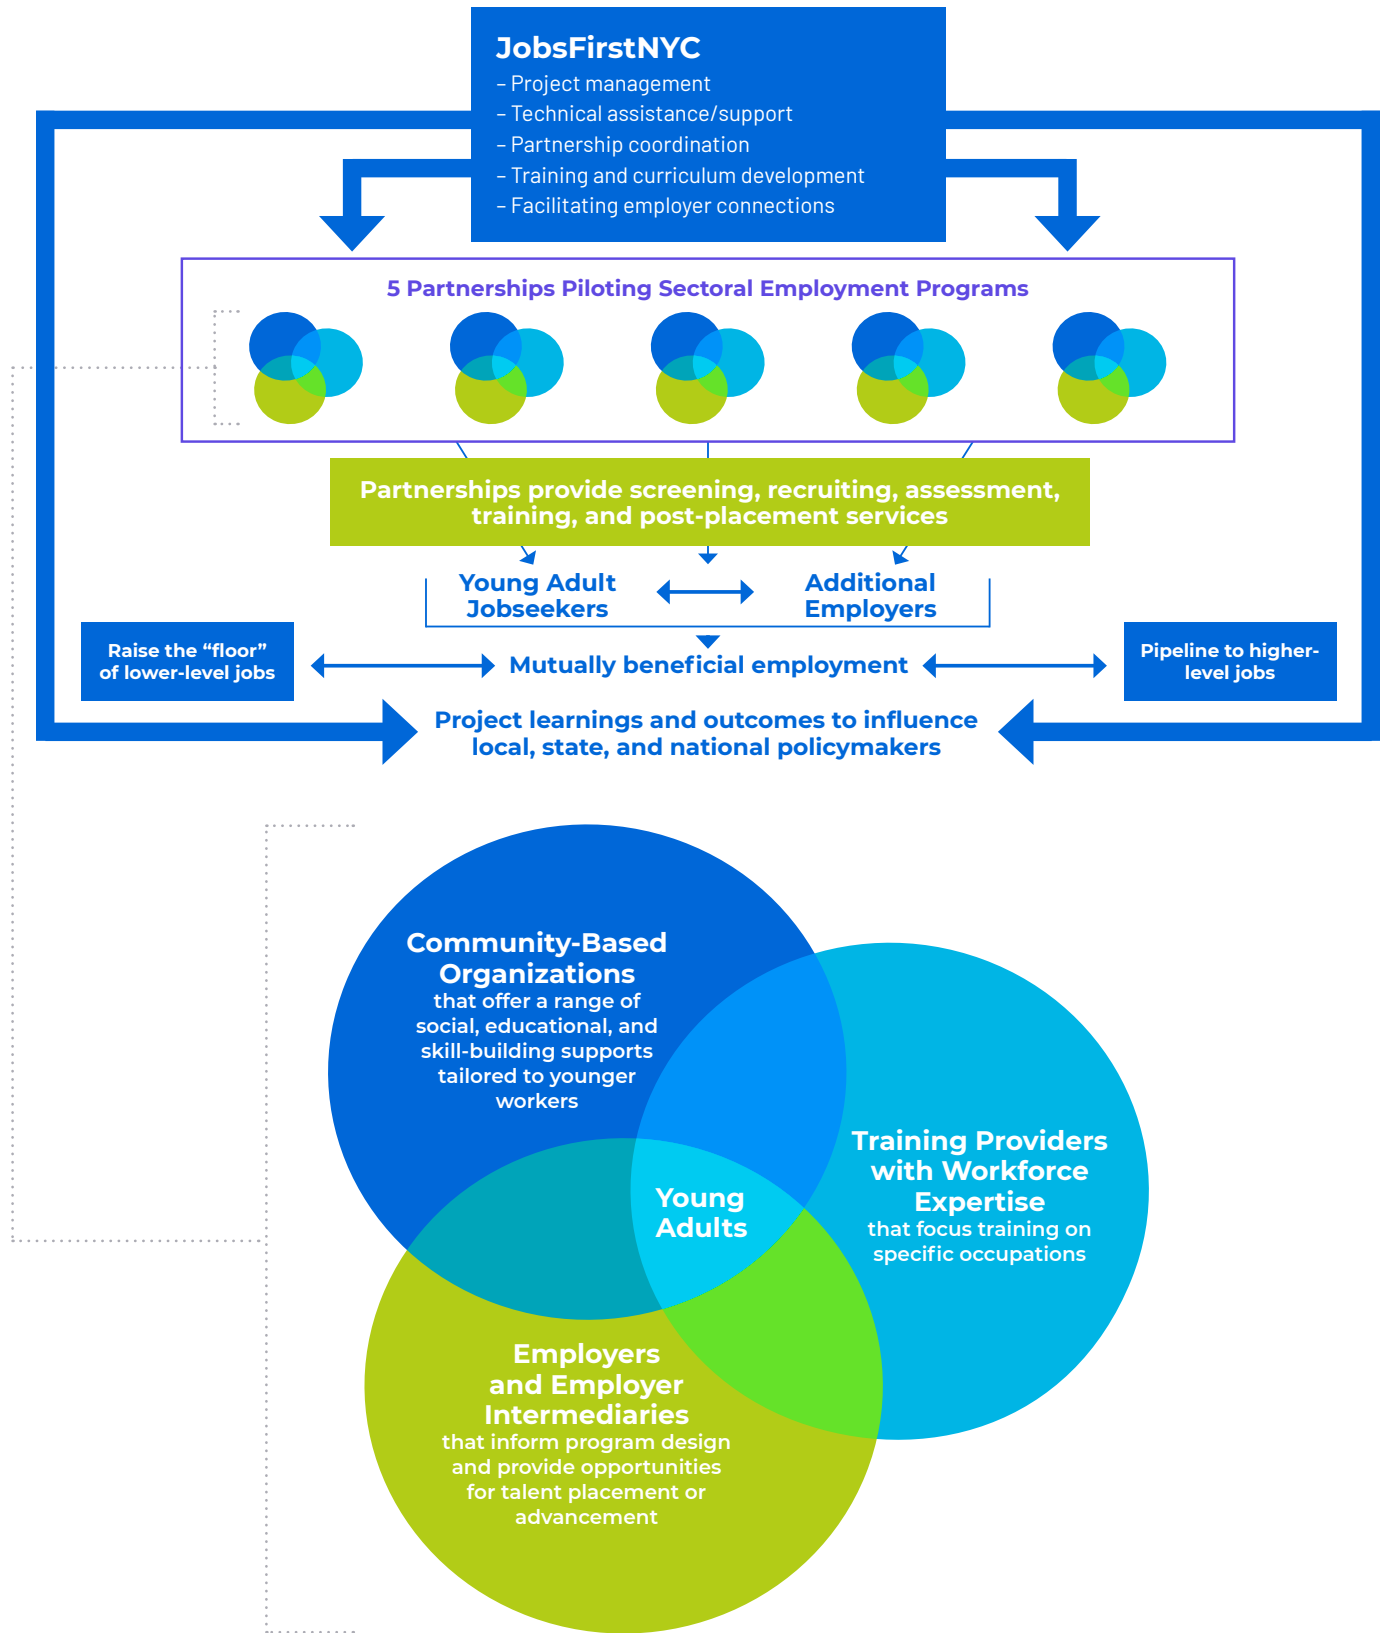 JobsFirstNYC
– Project management
– Technical assistance/support
– Partnership coordination
– Training and curriculum development
– Facilitating employer connections
5 Partnerships Piloting Sectoral Employment Programs
Partnerships provide screening, recruiting, assessment,
training, and post-placement services
Young Adult
Jobseekers
Additional
Employers
Raise the “floor”
of lower-level jobs
Mutually beneficial employment
Pipeline to higher-
level jobs
Project learnings and outcomes to influence
local, state, and national policymakers
Community-Based
Organizations
that offer a range of
social, educational, and
skill-building supports
tailored to younger
workers
Training Providers
with Workforce
Expertise
that focus training on
specific occupations
Young
Adults
Employers
and Employer
Intermediaries
that inform program design
and provide opportunities
for talent placement or
advancement